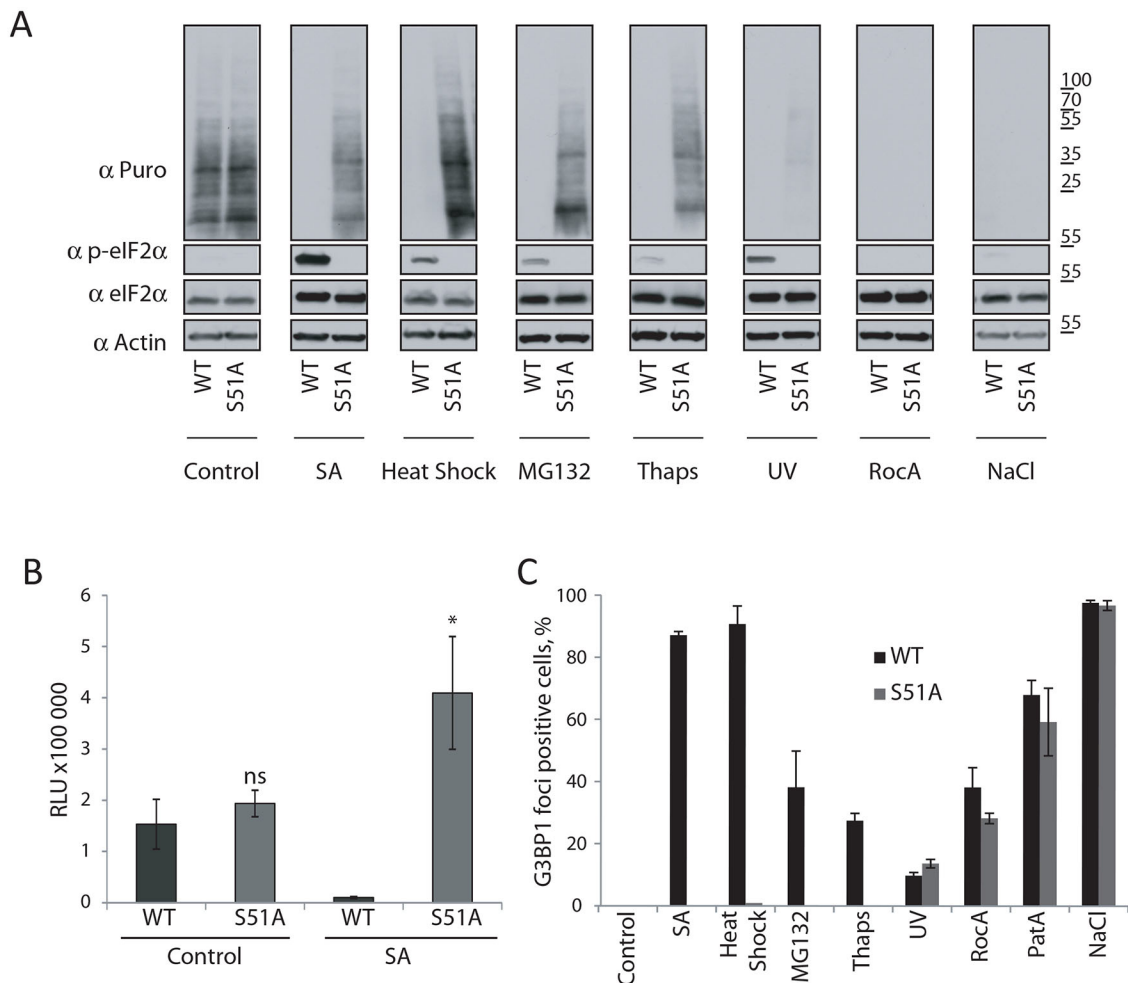 A
α Puro
α p-eIF2α
α eIF2α
α Actin
100
70
55
35
25
55
55
55
WT S51A WT S51A WT S51A WT S51A WT S51A WT S51A WT S51A WT S51A
Control SA Heat Shock MG132 Thaps UV RocA NaCl
B
RLU x100 000
6
5
4
3
2
1
0
ns
*
WT S51A WT S51A
Control SA
C
G3BP1 foci positive cells, %
100
80
60
40
20
0
WT
S51A
Control
SA
Heat
Shock
MG132
Thaps
UV
RocA
PatA
NaCl